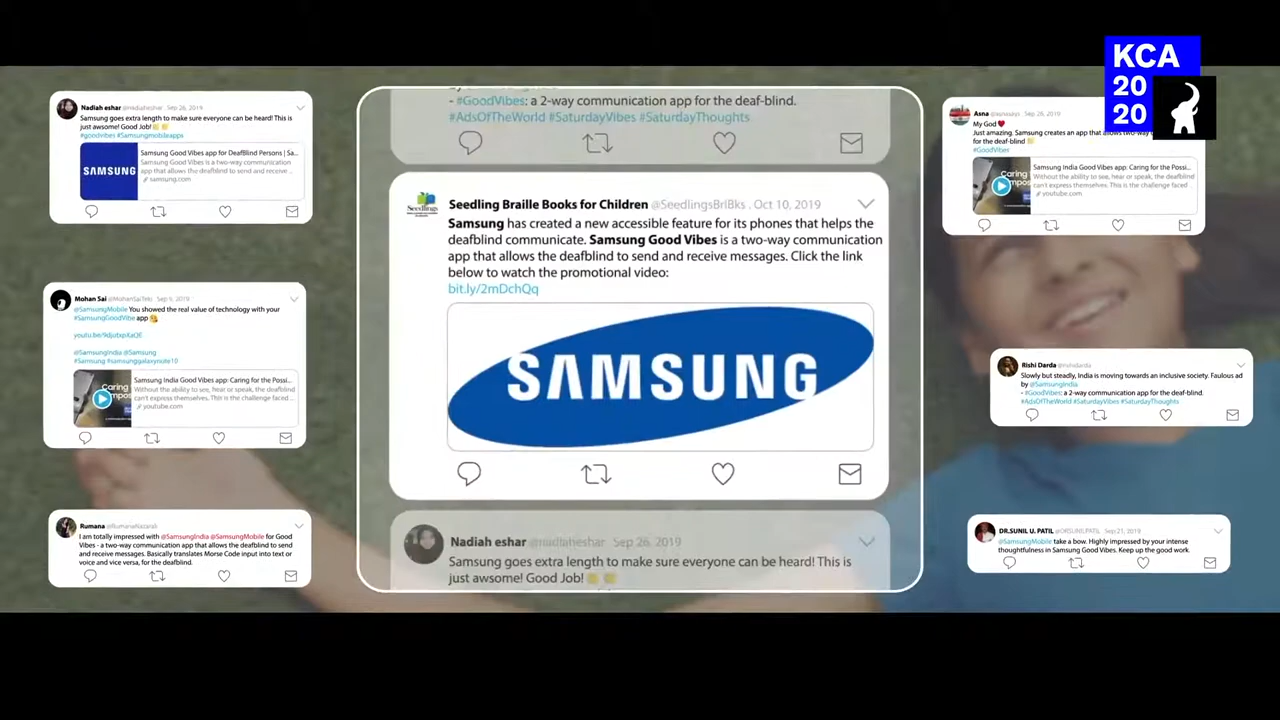 KCA
20
20
Nadiah eshar @nadiaheshar . Sep 26, 2019
Samsung goes extra length to make sure everyone can be heard! This is
just awsome! Good Job!
#goodvibes #Samsungmobileapps
SAMSUNG
Samsung Good Vibes app for DeafBlind Persons | Sa...
Samsung Good Vibes is a two-way communication
app that allows the deafblind to send and receive ...
samsung.com
Mohan Sai @MohanSaiTelo Sep 5, 2019
@SamsungMobile You showed the real value of technology with your
#SamsungGoodVibe app
@SamsungIndia @Samsung
#Samsung #samsunggalaxynote10
Caring
Samsung India Good Vibes app: Caring for the Possi...
Without the ability to see, hear or speak, the deafblind
can't express themselves. This is the challenge faced ...
youtube.com
Rumana
I am totally impressed with @SamsungIndia @SamsungMobile for Good
Vibes - a two-way communication app that allows the deafblind to send
and receive messages. Basically translates Morse Code input into text or
voice and vice versa, for the deafblind.
- #GoodVibes: a 2-way communication app for the deaf-blind.
#AdsOfTheWorld #SaturdayVibes #SaturdayThoughts
Seedlings
Seedling Braille Books for Children @SeedlingsBrlBks . Oct 10, 2019
Samsung has created a new accessible feature for its phones that helps the
deafblind communicate. Samsung Good Vibes is a two-way communication
app that allows the deafblind to send and receive messages. Click the link
below to watch the promotional video:
bit.ly/2mDchQq
SAMSUNG
Nadiah eshar @nadiaheshar Sep 26, 2019
Samsung goes extra length to make sure everyone can be heard! This is
just awsome! Good Job!
Asna Sep 26, 2019
My God
Just amazing. Samsung creates an app that allows two-way
for the deaf-blind
#GoodVibes
Caring
Samsung India Good Vibes app: Caring for the Possi...
Without the ability to see, hear or speak, the deafblind
can't express themselves. This is the challenge faced ...
youtube.com
Rishi Darda @rishidarda
Slowly but steadily, India is moving towards an inclusive society. Faulous ad
by @SamsungIndia
- #GoodVibes: a 2-way communication app for the deaf-blind.
#AdsOfTheWorld #SaturdayVibes #SaturdayThoughts
DR.SUNIL U. PATIL @DRSUNILPATIL Sep 21, 2019
@SamsungMobile take a bow. Highly impressed by your intense
thoughtfulness in Samsung Good Vibes. Keep up the good work.